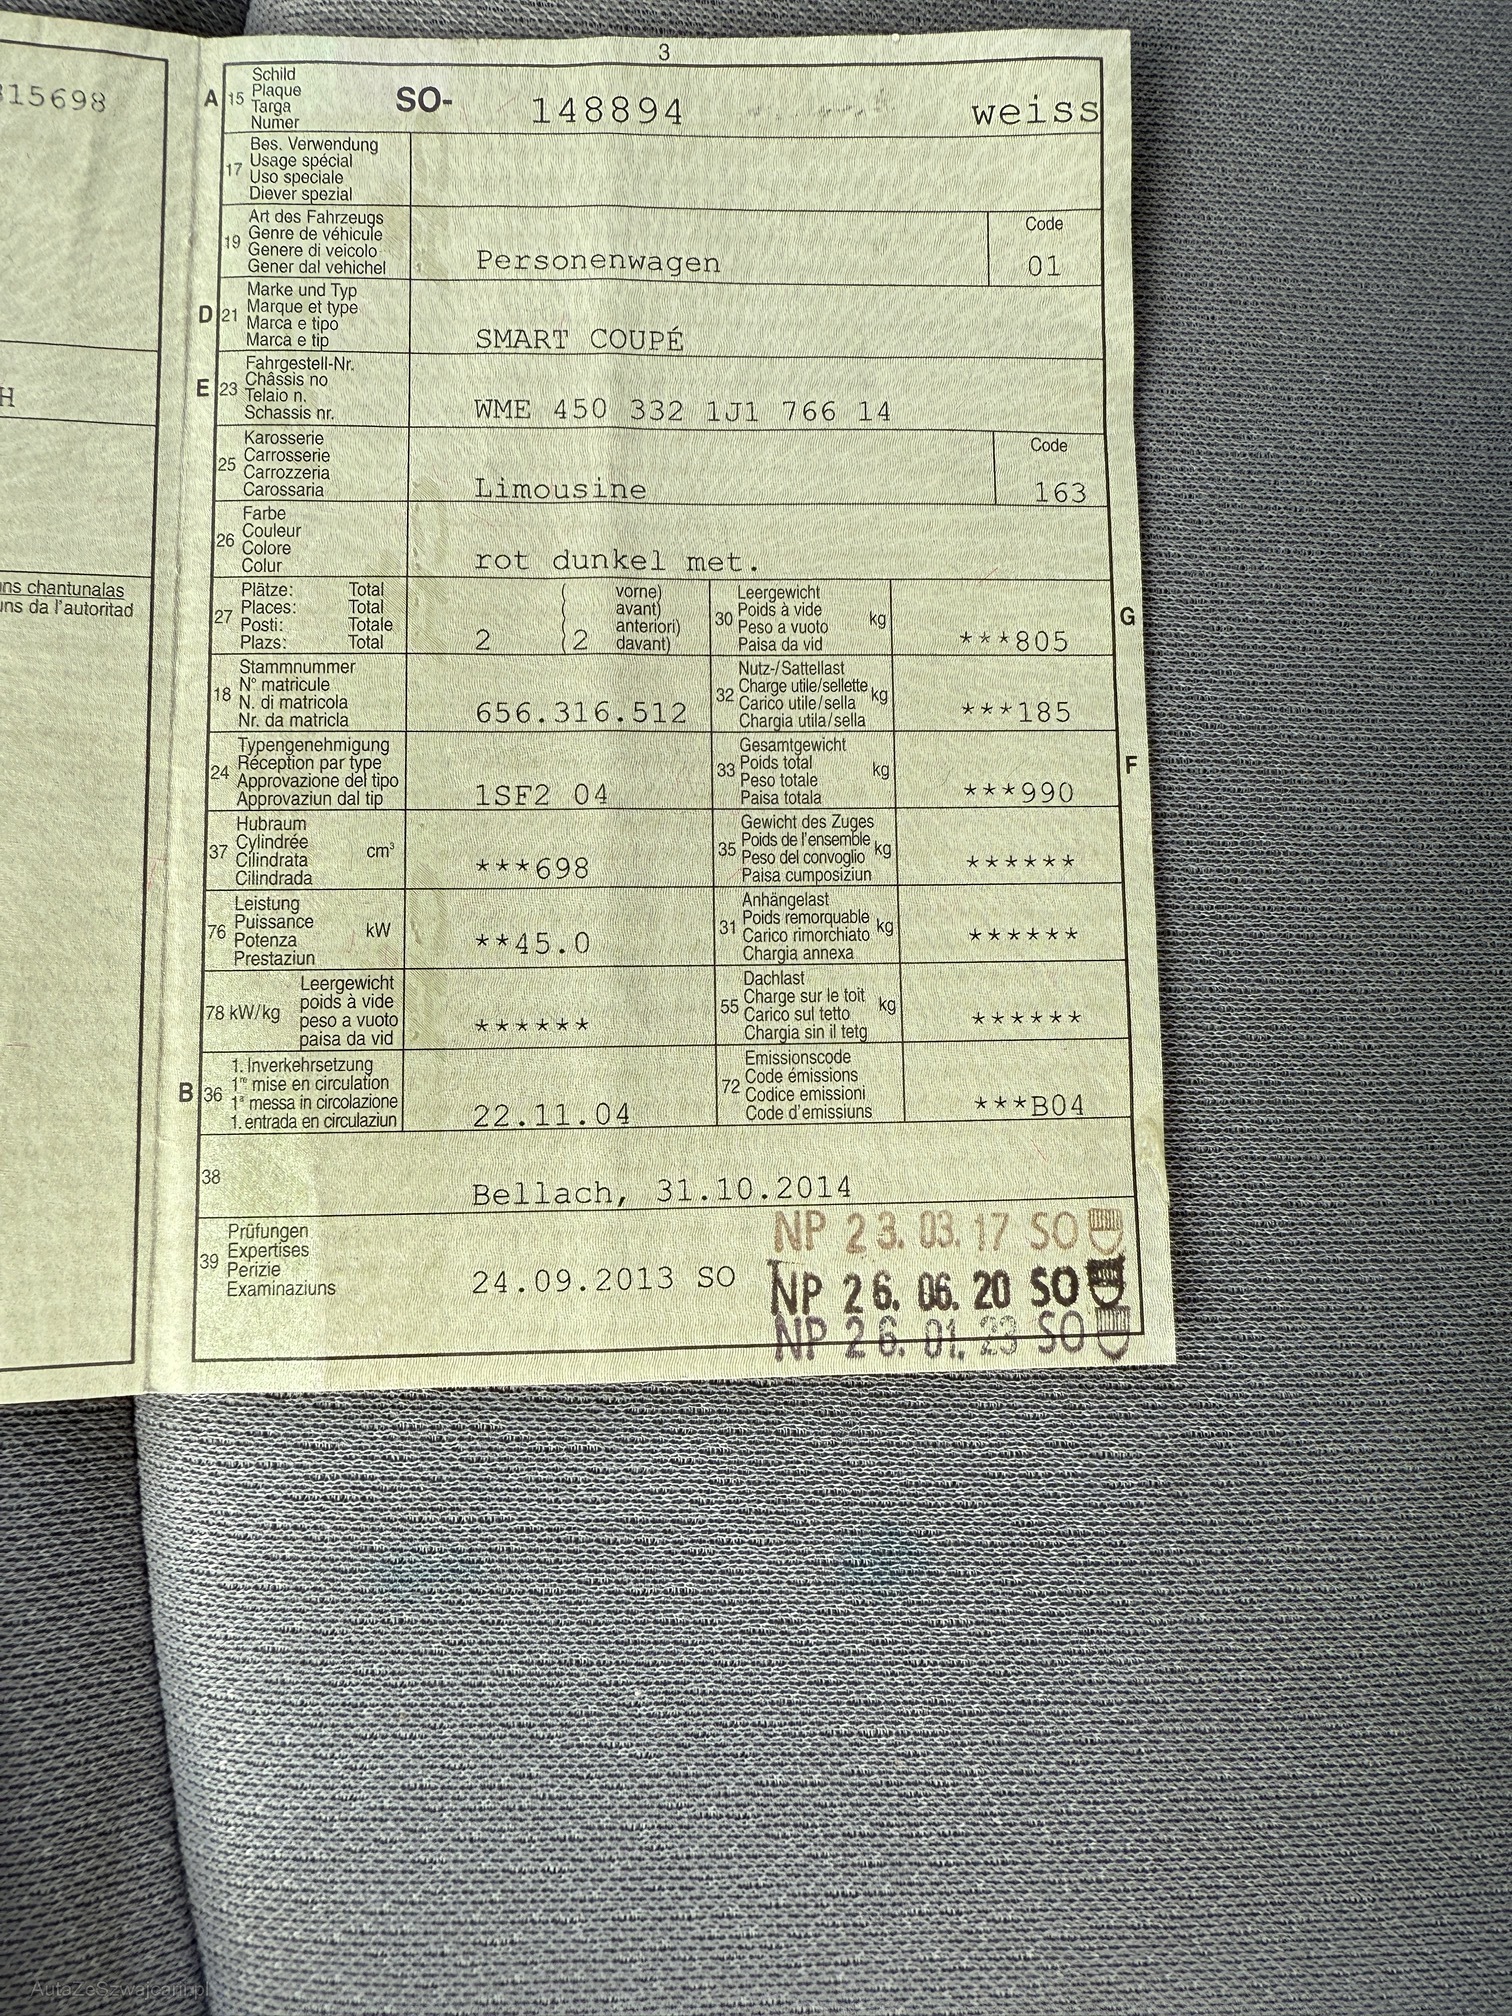 3
315698
H
ns chantunalas
ns da l'autoritad
A 15 Schild
Plaque
Targa
Numer
SO- 148894 weiss
17 Bes. Verwendung
Usage spécial
Uso speciale
Diever spezial
19 Art des Fahrzeugs
Genre de véhicule
Genere di veicolo
Gener dal vehichel
Personenwagen
Code
01
D 21 Marke und Typ
Marque et type
Marca e tipo
Marca e tip
SMART COUPÉ
E 23 Fahrgestell-Nr.
Châssis no
Telaio n.
Schassis nr.
WME 450 332 1J1 766 14
25 Karosserie
Carrosserie
Carrozzeria
Carossaria
Limousine
Code
163
26 Farbe
Couleur
Colore
Colur
rot dunkel met.
27 Plätze: Total
Places: Total
Posti: Totale
Plazs: Total
2 (2 vorne)
avant)
anteriori)
davant)
30 Leergewicht
Poids à vide
Peso a vuoto
Paisa da vid
kg
***805
G
18 Stammnummer
N° matricule
N. di matricola
Nr. da matricla
656.316.512
32 Nutz-/Sattellast
Charge utile/sellette
Carico utile/sella
Chargia utila/sella
kg
***185
24 Typengenehmigung
Réception par type
Approvazione del tipo
Approvaziun dal tip
1SF2 04
33 Gesamtgewicht
Poids total
Peso totale
Paisa totala
kg
***990
F
37 Hubraum
Cylindrée
Cilindrata
Cilindrada
cm³
***698
35 Gewicht des Zuges
Poids de l'ensemble
Peso del convoglio
Paisa cumposiziun
kg
******
76 Leistung
Puissance
Potenza
Prestaziun
kW
**45.0
31 Anhängelast
Poids remorquable
Carico rimorchiato
Chargia annexa
kg
******
78 kW/kg Leergewicht
poids à vide
peso a vuoto
paisa da vid
******
55 Dachlast
Charge sur le toit
Carico sul tetto
Chargia sin il tetg
kg
******
B 36 1. Inverkehrsetzung
1re mise en circulation
1a messa in circolazione
1. entrada en circulaziun
22.11.04
72 Emissionscode
Code émissions
Codice emissioni
Code d'emissiuns
***B04
38
Bellach, 31.10.2014
39 Prüfungen
Expertises
Perizie
Examinaziuns
24.09.2013 SO
NP 23.03.17 SO
NP 26.06.20 SO
NP 26.01.23 SO
AutaZeSzwajcarii.pl